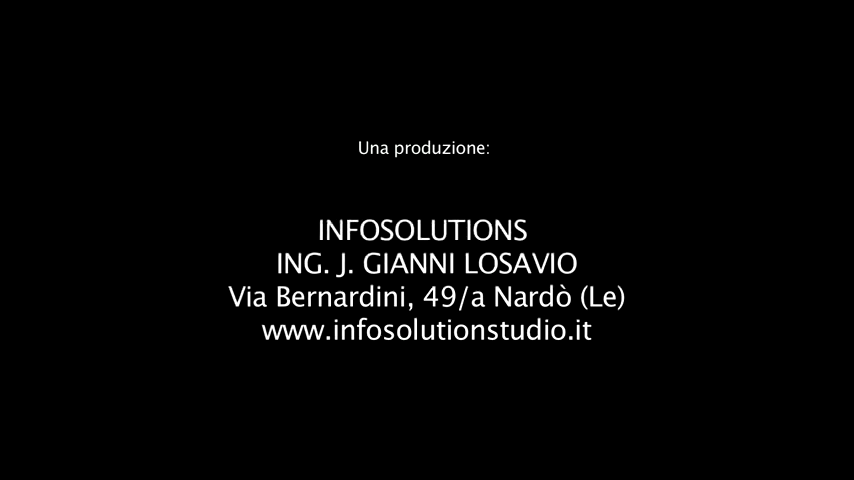 Una produzione:
INFOSOLUTIONS
ING. J. GIANNI LOSAVIO
Via Bernardini, 49/a Nardò (Le)
www.infosolutionstudio.it